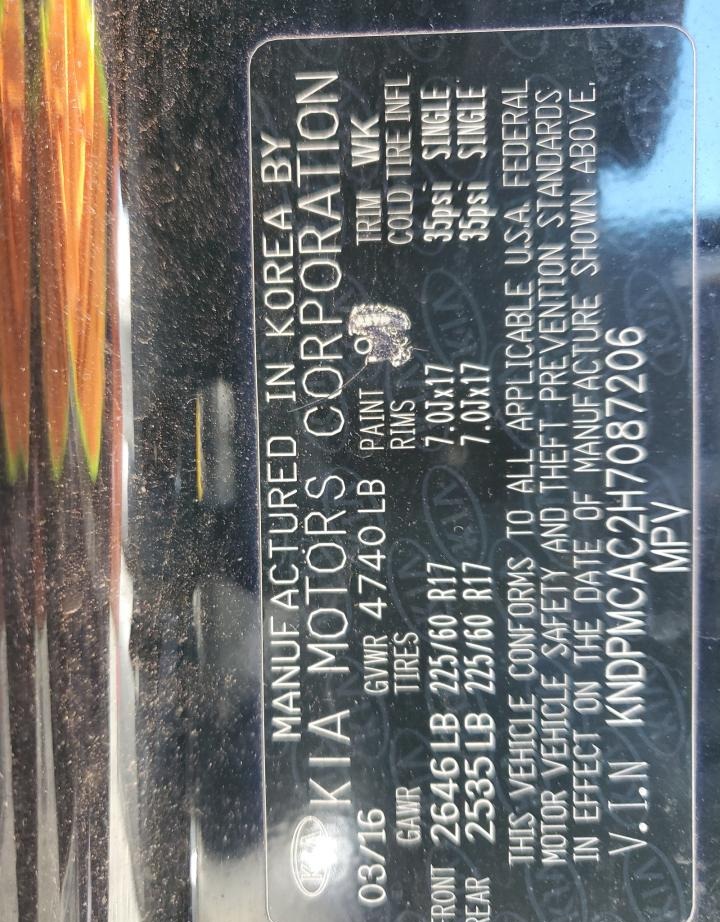 MANUFACTURED IN KOREA BY
KIA KIA MOTORS CORPORATION
03/16 GVWR 4740 LB PAINT TRIM WK
GAWR TIRES RIMS COLD TIRE INFL
FRONT 2646 LB 225/60 R17 7.0Jx17 35psi SINGLE
REAR 2535 LB 225/60 R17 7.0Jx17 35psi SINGLE
THIS VEHICLE CONFORMS TO ALL APPLICABLE U.S.A. FEDERAL
MOTOR VEHICLE SAFETY AND THEFT PREVENTION STANDARDS
IN EFFECT ON THE DATE OF MANUFACTURE SHOWN ABOVE.
V.I.N KNDPMCAC2H7087206
MPV